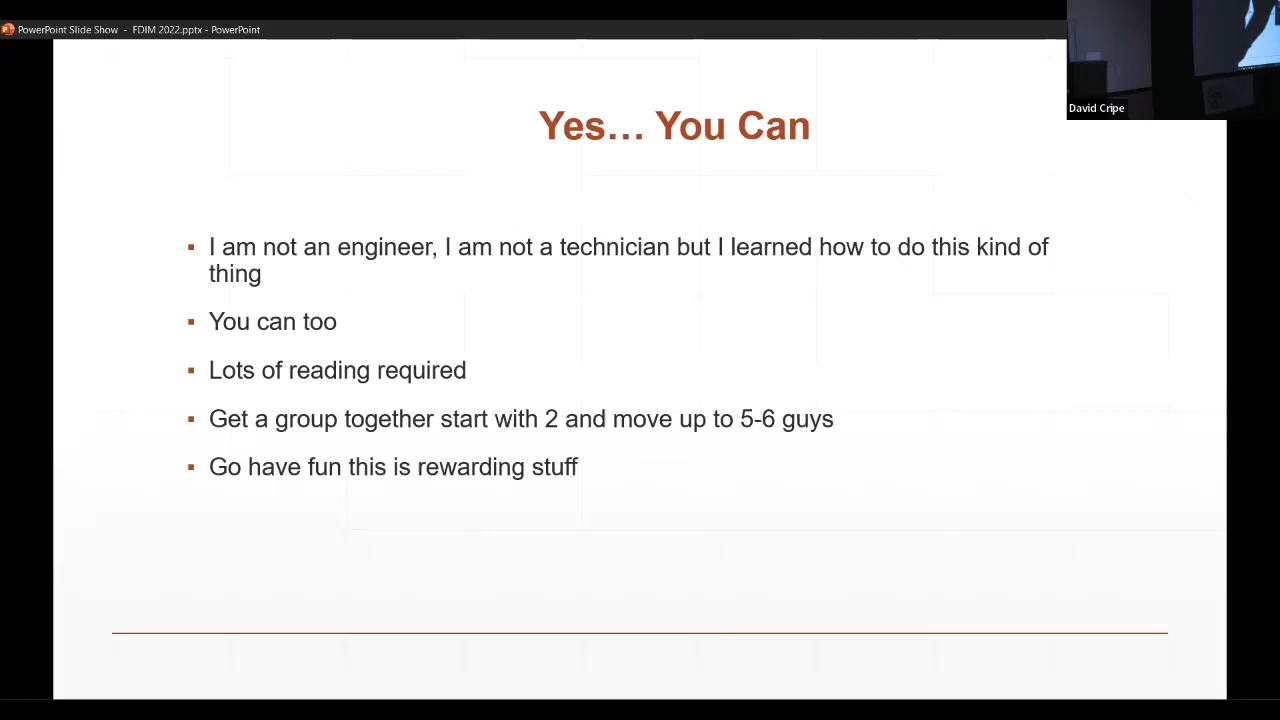 PowerPoint Slide Show - FDIM 2022.pptx - PowerPoint
David Cripe
Yes… You Can
▪ I am not an engineer, I am not a technician but I learned how to do this kind of
thing
▪ You can too
▪ Lots of reading required
▪ Get a group together start with 2 and move up to 5-6 guys
▪ Go have fun this is rewarding stuff